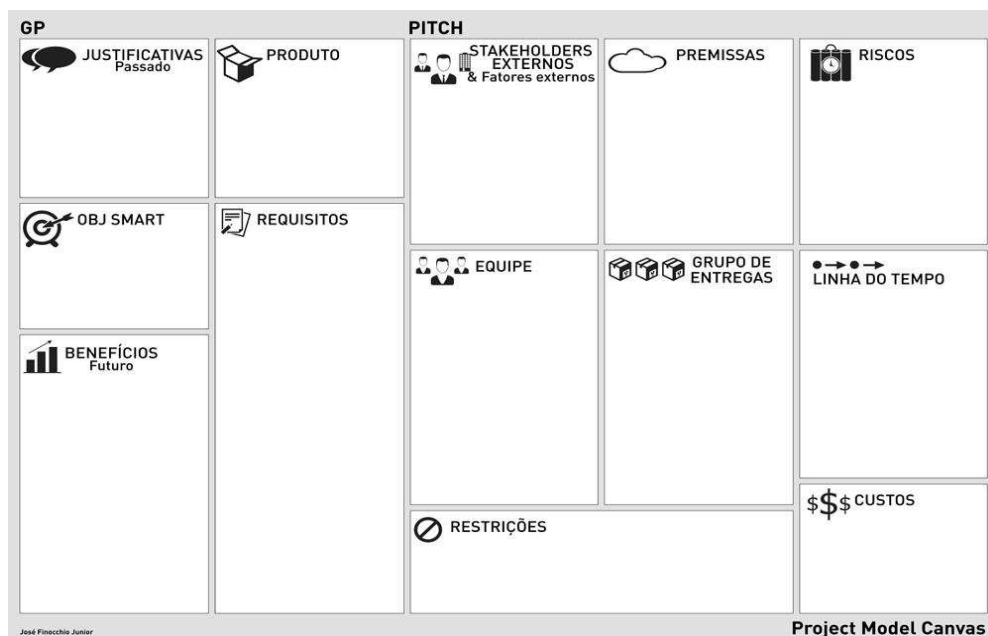 GP
PITCH
JUSTIFICATIVAS
Passado
PRODUTO
STAKEHOLDERS
EXTERNOS
& Fatores externos
PREMISSAS
RISCOS
OBJ SMART
REQUISITOS
EQUIPE
GRUPO DE
ENTREGAS
LINHA DO TEMPO
BENEFÍCIOS
Futuro
$$$ CUSTOS
RESTRIÇÕES
José Finocchio Junior
Project Model Canvas